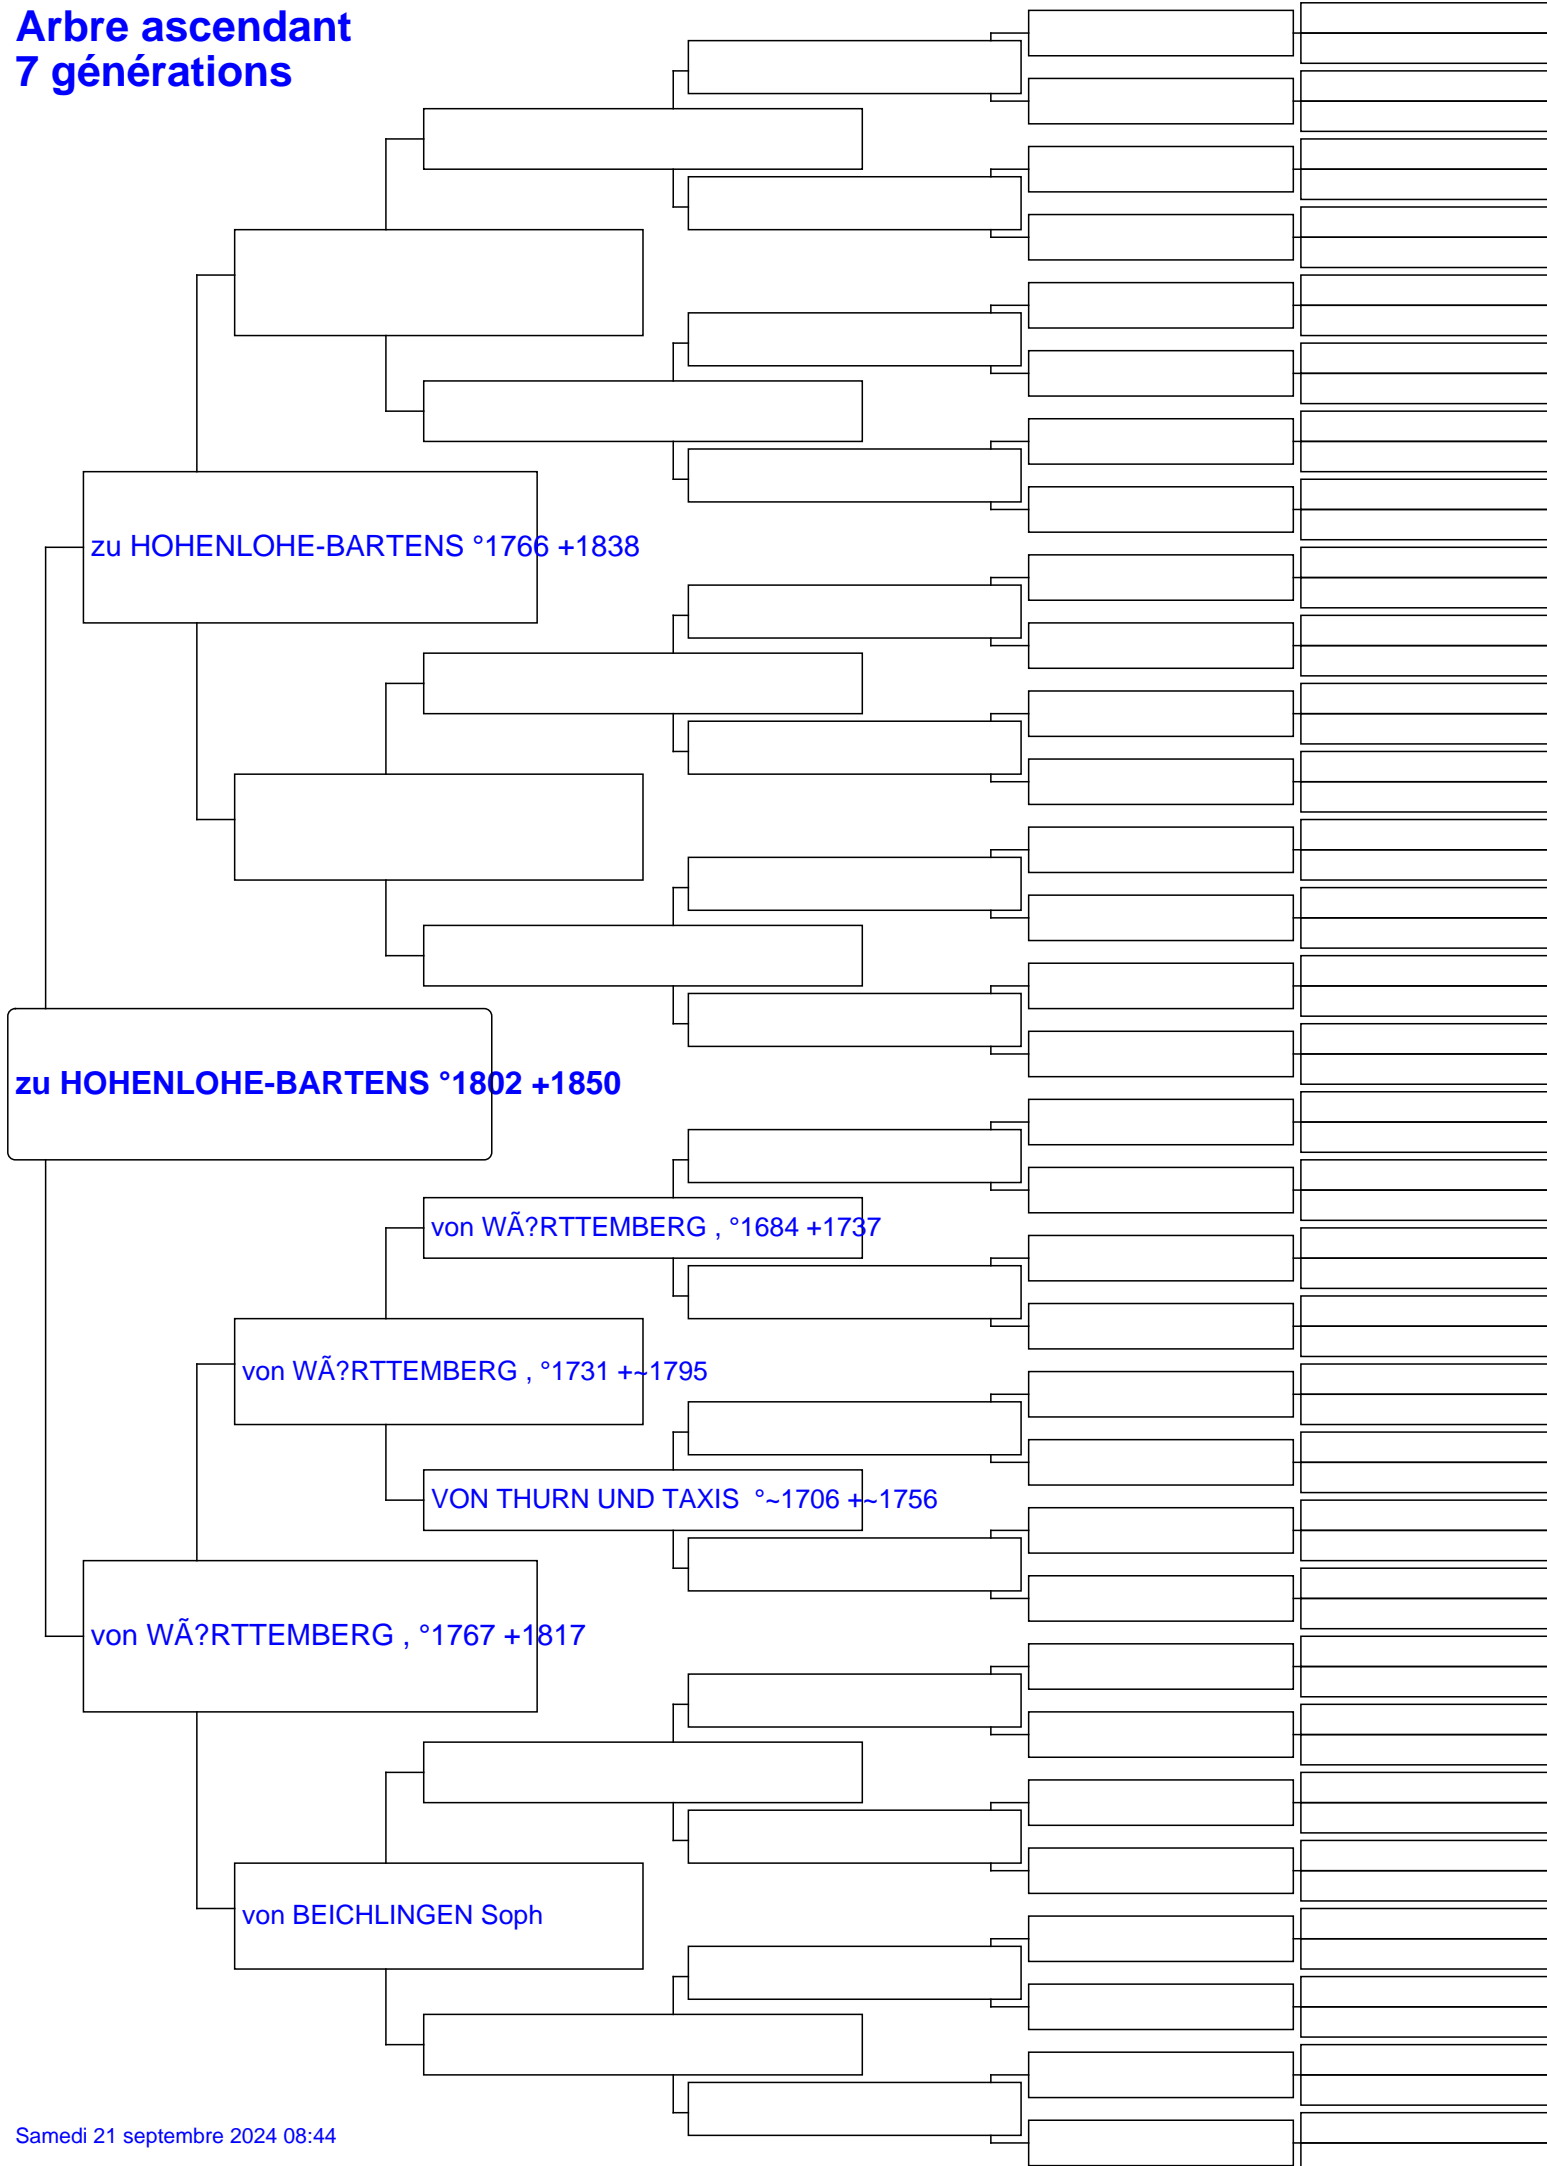 Arbre ascendant
7 générations
zu HOHENLOHE-BARTENS °1766 +1838
zu HOHENLOHE-BARTENS °1802 +1850
von WÃ?RTTEMBERG , °1684 +1737
von WÃ?RTTEMBERG , °1731 +~1795
VON THURN UND TAXIS  °~1706 +~1756
von WÃ?RTTEMBERG , °1767 +1817
von BEICHLINGEN Soph
Samedi 21 septembre 2024 08:44